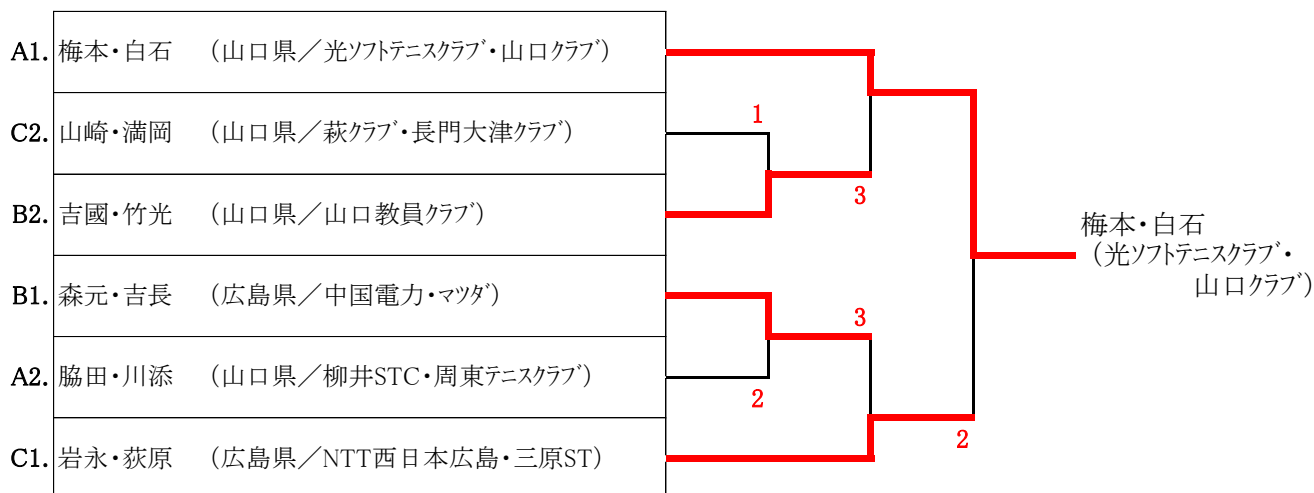 A1. 梅本・白石 (山口県／光ソフトテニスクラブ・山口クラブ)
1
C2. 山崎・満岡 (山口県／萩クラブ・長門大津クラブ)
3
B2. 吉國・竹光 (山口県／山口教員クラブ)
梅本・白石
(光ソフトテニスクラブ・
山口クラブ)
B1. 森元・吉長 (広島県／中国電力・マツダ)
3
A2. 脇田・川添 (山口県／柳井STC・周東テニスクラブ)
2
2
C1. 岩永・荻原 (広島県／NTT西日本広島・三原ST)